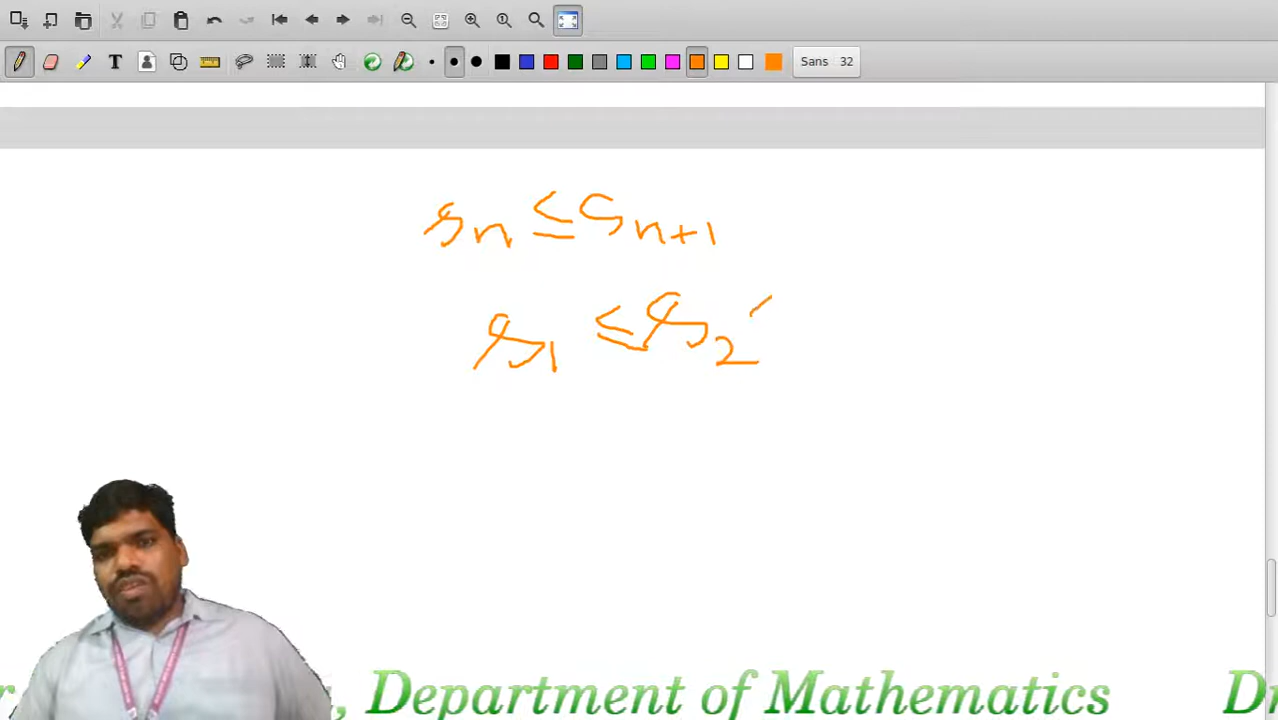 Sans 32
sₙ ≤ sₙ₊₁
s₁ ≤ s₂
, Department of Mathematics